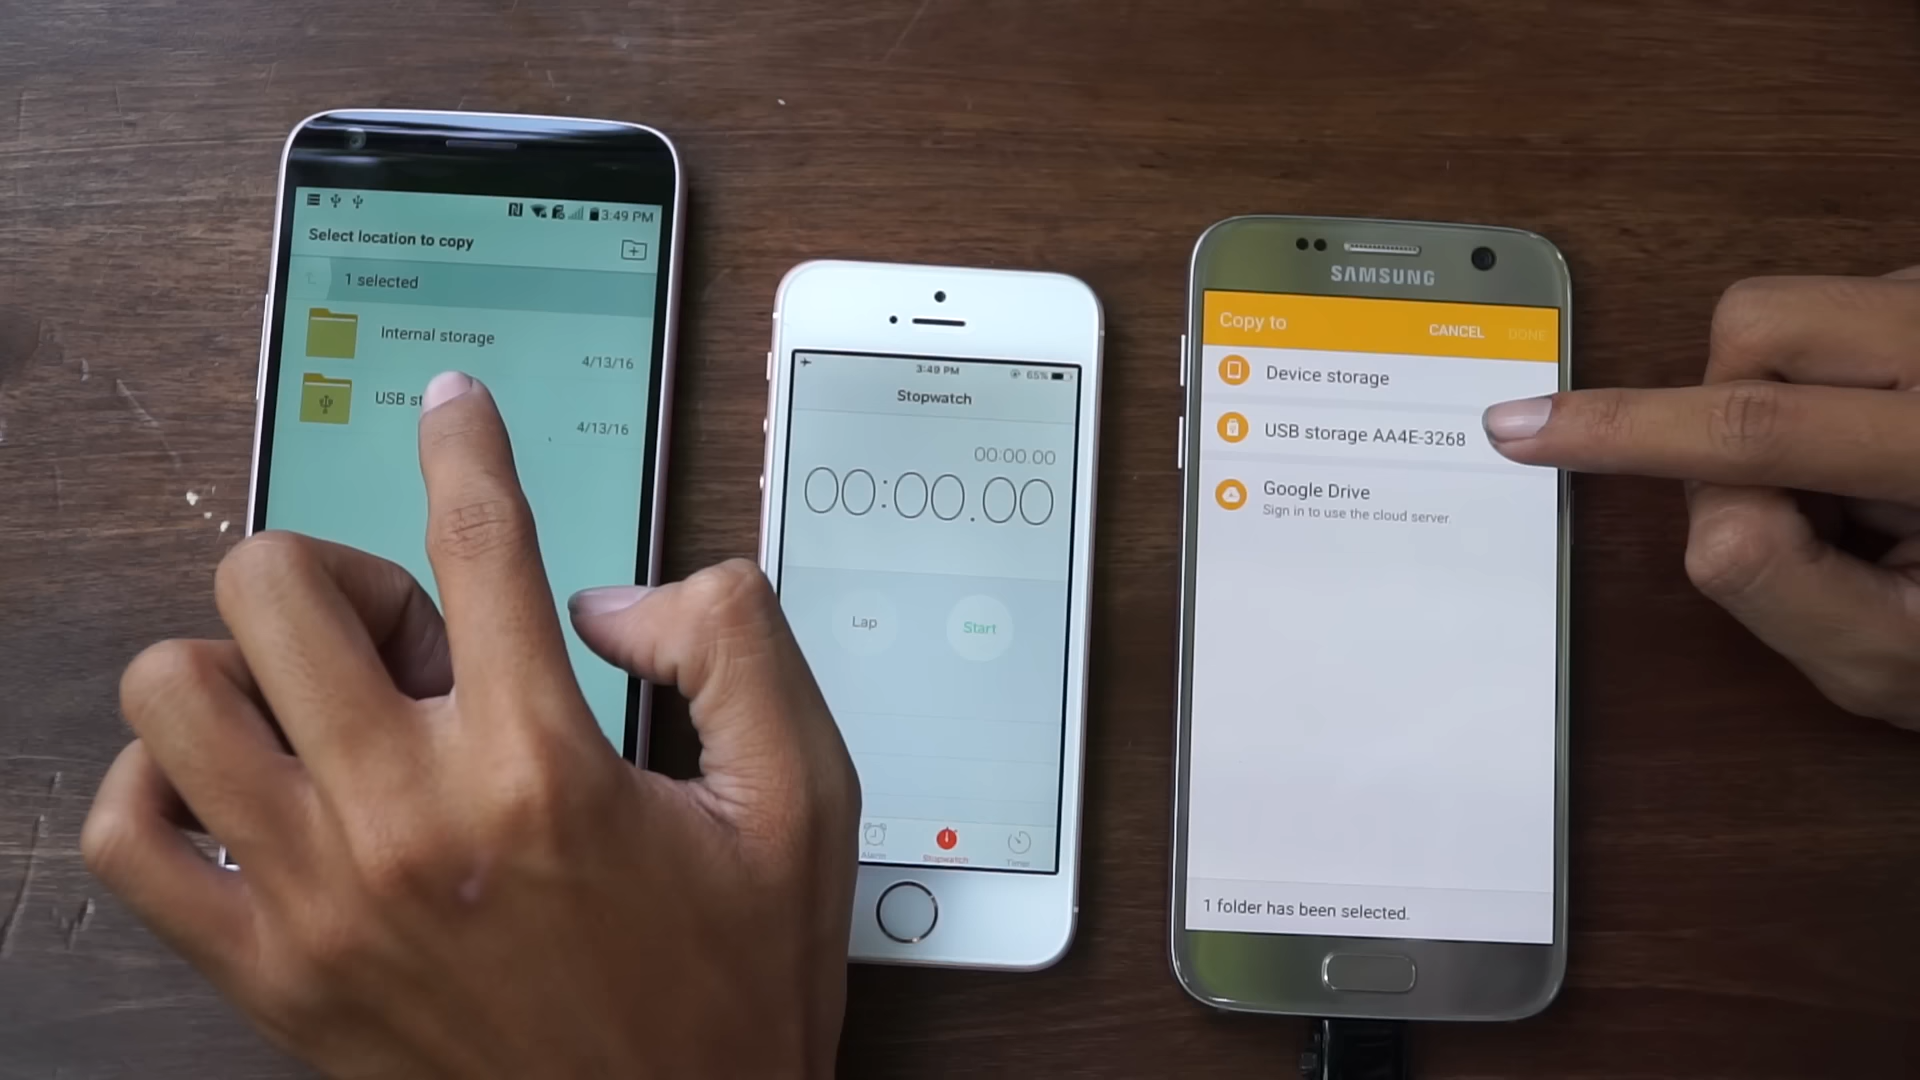 3:49 PM
Select location to copy
1 selected
Internal storage
4/13/16
USB st
4/13/16
3:49 PM
65%
Stopwatch
00:00.00
00:00.00
Lap
Start
Alarm
Stopwatch
Timer
SAMSUNG
Copy to
CANCEL
DONE
Device storage
USB storage AA4E-3268
Google Drive
Sign in to use the cloud server.
1 folder has been selected.